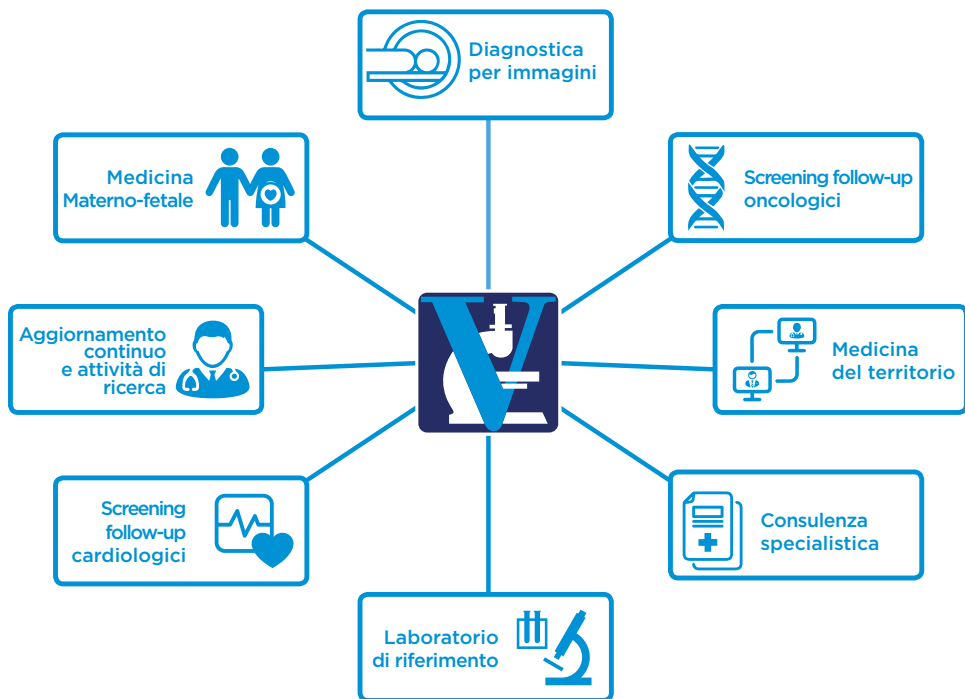 Diagnostica
per immagini
Medicina
Materno-fetale
Screening follow-up
oncologici
Aggiornamento
continuo
e attività di
ricerca
V
Medicina
del territorio
Screening
follow-up
cardiologici
Consulenza
specialistica
Laboratorio
di riferimento